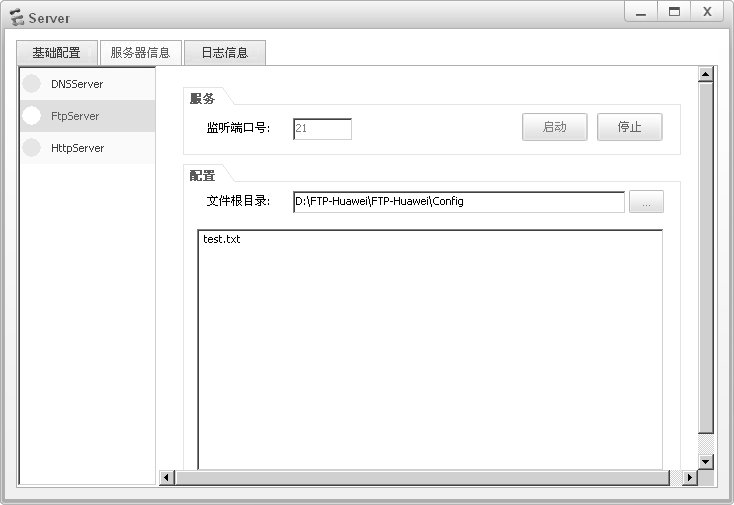 Server
基础配置 服务器信息 日志信息
DNSServer
FtpServer
HttpServer
服务
监听端口号: 21 启动 停止
配置
文件根目录: D:\FTP-Huawei\FTP-Huawei\Config ...
test.txt